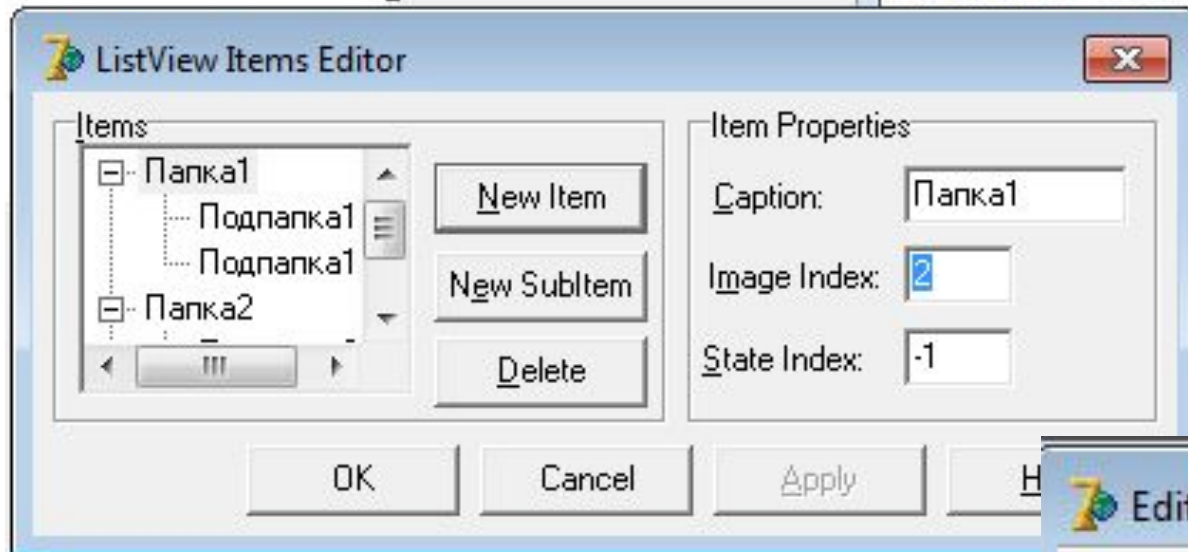 ListView Items Editor
Items
Папка1
Подпапка1
Подпапка1
Папка2
New Item
New SubItem
Delete
Item Properties
Caption: Папка1
Image Index: 2
State Index: -1
OK Cancel Apply